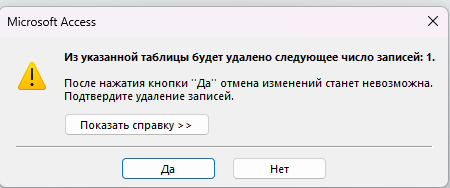 Microsoft Access
Из указанной таблицы будет удалено следующее число записей: 1.
После нажатия кнопки "Да" отмена изменений станет невозможна.
Подтвердите удаление записей.
Показать справку >>
Да
Нет